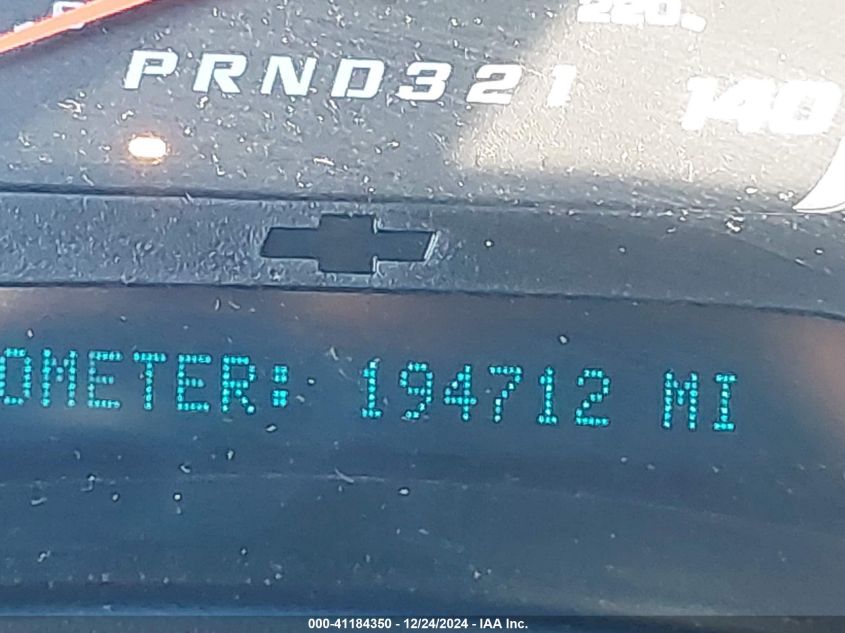 220
PRND321
140
OMETER: 194712 MI
000-41184350 - 12/24/2024 - IAA Inc.